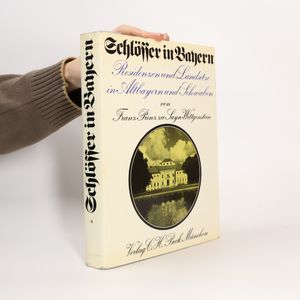 Schlösser in Bayern
Residenzen und Landsitze
in Altbayern und Schwaben
von
Franz Prinz zu Sayn-Wittgenstein
Verlag C. H. Beck München
Schlösser in Bayern